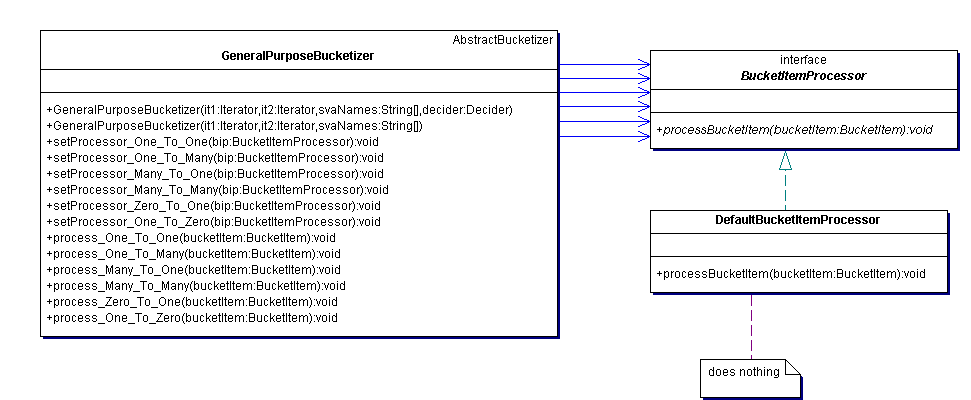 AbstractBucketizer
GeneralPurposeBucketizer
+GeneralPurposeBucketizer(it1:Iterator,it2:Iterator,svaNames:String[],decider:Decider)
+GeneralPurposeBucketizer(it1:Iterator,it2:Iterator,svaNames:String[])
+setProcessor_One_To_One(bip:BucketItemProcessor):void
+setProcessor_One_To_Many(bip:BucketItemProcessor):void
+setProcessor_Many_To_One(bip:BucketItemProcessor):void
+setProcessor_Many_To_Many(bip:BucketItemProcessor):void
+setProcessor_Zero_To_One(bip:BucketItemProcessor):void
+setProcessor_One_To_Zero(bip:BucketItemProcessor):void
+process_One_To_One(bucketItem:BucketItem):void
+process_One_To_Many(bucketItem:BucketItem):void
+process_Many_To_One(bucketItem:BucketItem):void
+process_Many_To_Many(bucketItem:BucketItem):void
+process_Zero_To_One(bucketItem:BucketItem):void
+process_One_To_Zero(bucketItem:BucketItem):void
interface
BucketItemProcessor
+processBucketItem(bucketItem:BucketItem):void
DefaultBucketItemProcessor
+processBucketItem(bucketItem:BucketItem):void
does nothing